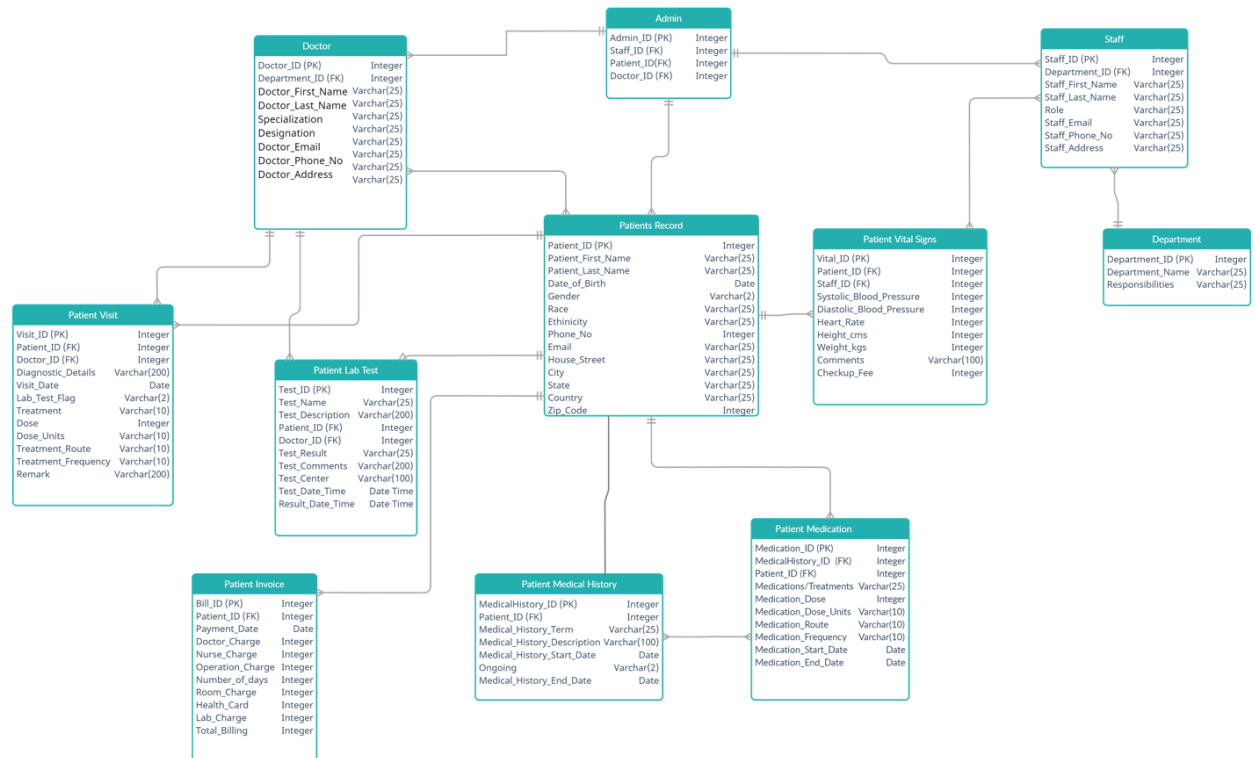 Admin
Admin_ID (PK) Integer
Staff_ID (FK) Integer
Patient_ID(FK) Integer
Doctor_ID (FK) Integer
Doctor
Doctor_ID (PK) Integer
Department_ID (FK) Integer
Doctor_First_Name Varchar(25)
Doctor_Last_Name Varchar(25)
Specialization Varchar(25)
Designation Varchar(25)
Doctor_Email Varchar(25)
Doctor_Phone_No Varchar(25)
Doctor_Address Varchar(25)
Varchar(25)
Staff
Staff_ID (PK) Integer
Department_ID (FK) Integer
Staff_First_Name Varchar(25)
Staff_Last_Name Varchar(25)
Role Varchar(25)
Staff_Email Varchar(25)
Staff_Phone_No Varchar(25)
Staff_Address Varchar(25)
Patients Record
Patient_ID (PK) Integer
Patient_First_Name Varchar(25)
Patient_Last_Name Varchar(25)
Date_of_Birth Date
Gender Varchar(2)
Race Varchar(25)
Ethinicity Varchar(25)
Phone_No Integer
Email Varchar(25)
House_Street Varchar(25)
City Varchar(25)
State Varchar(25)
Country Varchar(25)
Zip_Code Integer
Patient Vital Signs
Vital_ID (PK) Integer
Patient_ID (FK) Integer
Staff_ID (FK) Integer
Systolic_Blood_Pressure Integer
Diastolic_Blood_Pressure Integer
Heart_Rate Integer
Height_cms Integer
Weight_kgs Integer
Comments Varchar(100)
Checkup_Fee Integer
Department
Department_ID (PK) Integer
Department_Name Varchar(25)
Responsibilities Varchar(25)
Patient Visit
Visit_ID (PK) Integer
Patient_ID (FK) Integer
Doctor_ID (FK) Integer
Diagnostic_Details Varchar(200)
Visit_Date Date
Lab_Test_Flag Varchar(2)
Treatment Varchar(10)
Dose Integer
Dose_Units Varchar(10)
Treatment_Route Varchar(10)
Treatment_Frequency Varchar(10)
Remark Varchar(200)
Patient Lab Test
Test_ID (PK) Integer
Test_Name Varchar(25)
Test_Description Varchar(200)
Patient_ID (FK) Integer
Doctor_ID (FK) Integer
Test_Result Varchar(25)
Test_Comments Varchar(200)
Test_Center Varchar(100)
Test_Date_Time Date Time
Result_Date_Time Date Time
Patient Medication
Medication_ID (PK) Integer
MedicalHistory_ID (FK) Integer
Patient_ID (FK) Integer
Medications/Treatments Varchar(25)
Medication_Dose Integer
Medication_Dose_Units Varchar(10)
Medication_Route Varchar(10)
Medication_Frequency Varchar(10)
Medication_Start_Date Date
Medication_End_Date Date
Patient Invoice
Bill_ID (PK) Integer
Patient_ID (FK) Integer
Payment_Date Date
Doctor_Charge Integer
Nurse_Charge Integer
Operation_Charge Integer
Number_of_days Integer
Room_Charge Integer
Health_Card Integer
Lab_Charge Integer
Total_Billing Integer
Patient Medical History
MedicalHistory_ID (PK) Integer
Patient_ID (FK) Integer
Medical_History_Term Varchar(25)
Medical_History_Description Varchar(100)
Medical_History_Start_Date Date
Ongoing Varchar(2)
Medical_History_End_Date Date